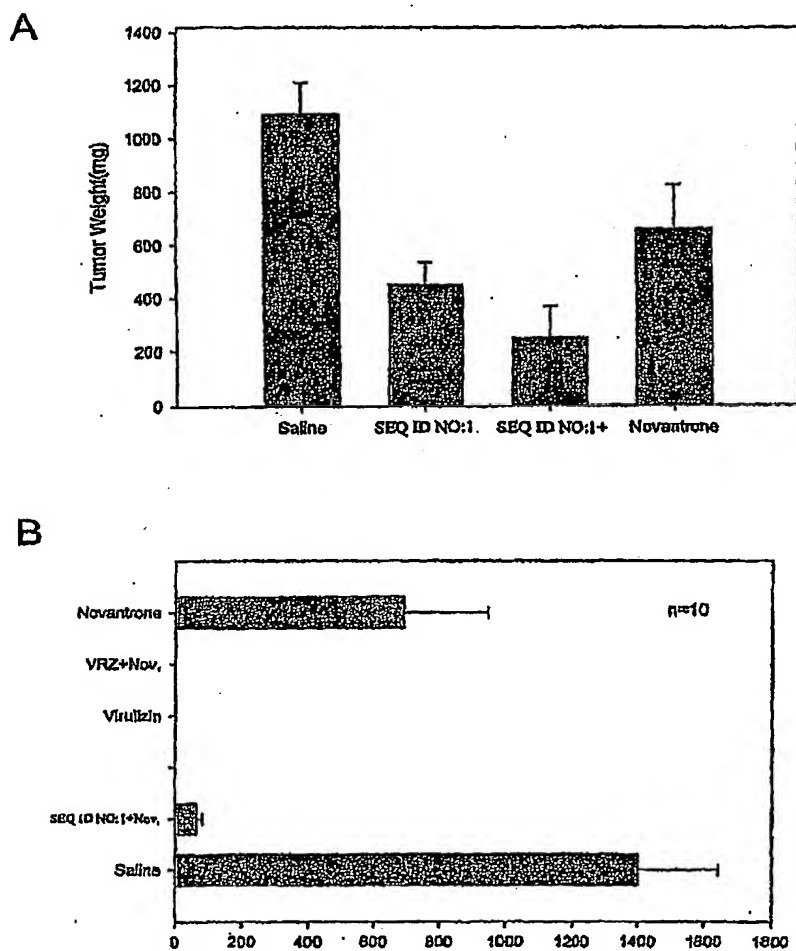 A
1400
1200
1000
800
600
400
200
0
Tumor Weight(mg)
Saline
SEQ ID NO:1.
SEQ ID NO:1+
Novantrone
B
Novantrone
VRZ+Nov,
Virulizin
SEQ ID NO:1+Nov,
Saline
n=10
0 200 400 600 800 1000 1200 1400 1600 1800